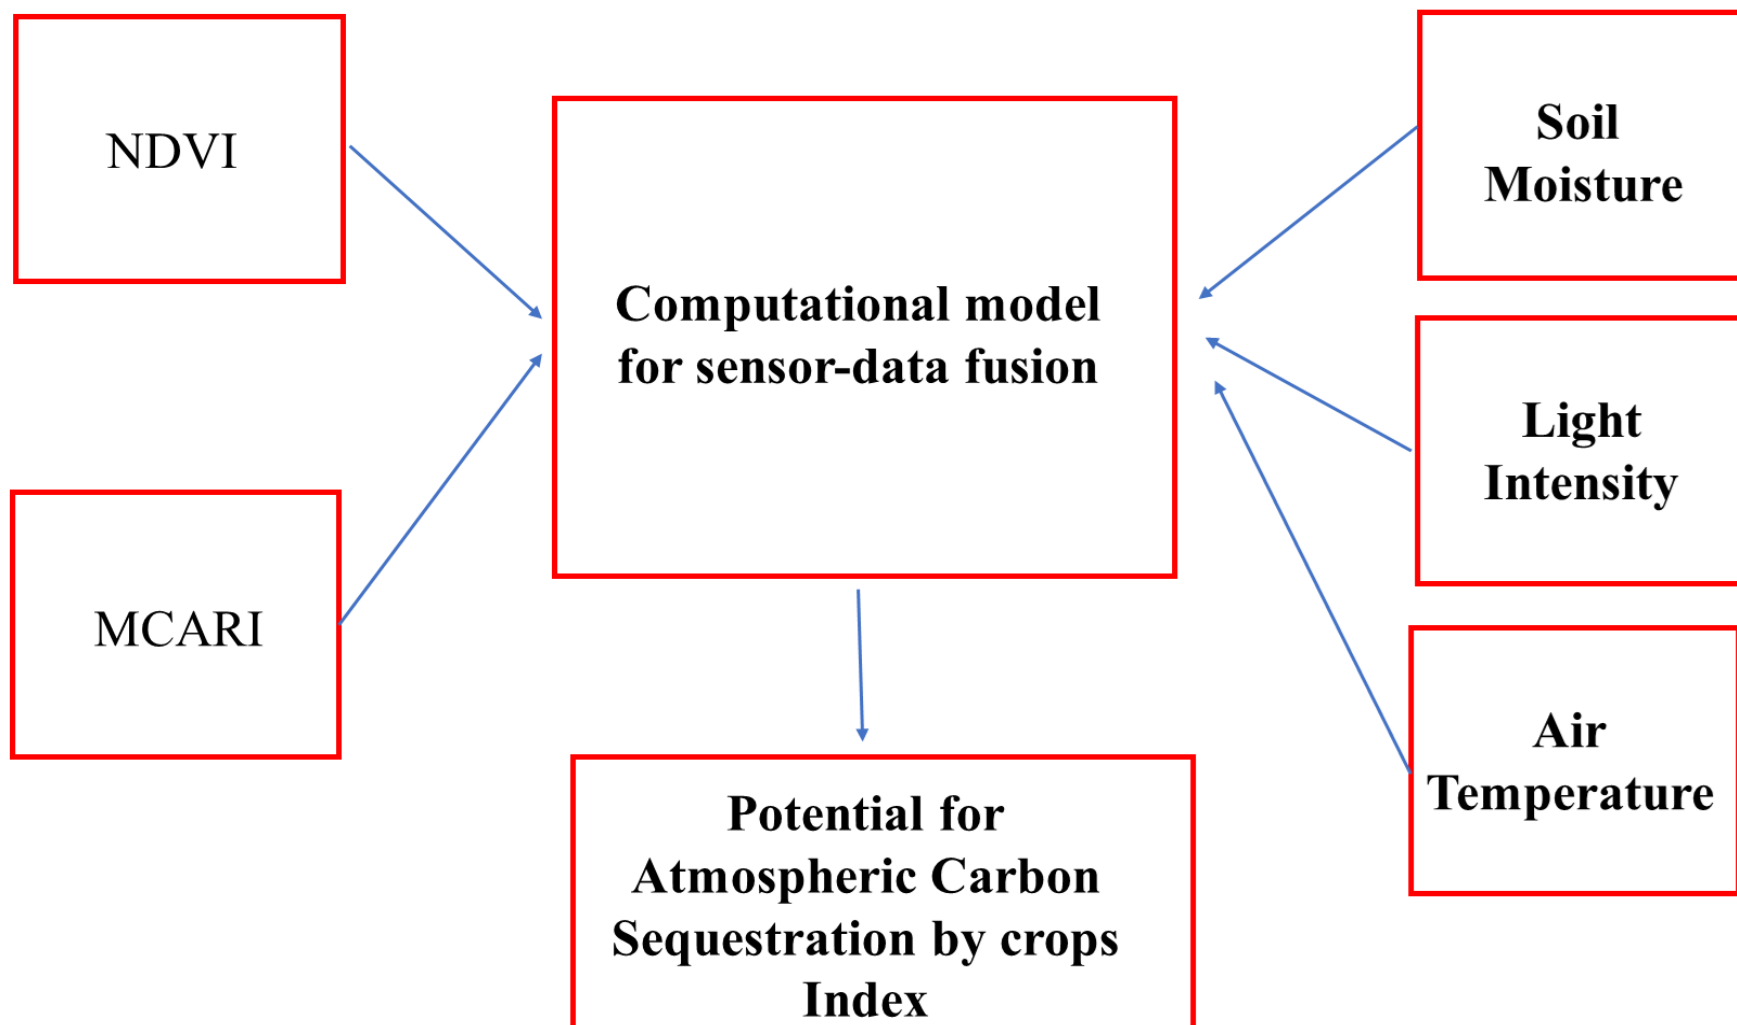 NDVI
MCARI
Computational model
for sensor-data fusion
Potential for
Atmospheric Carbon
Sequestration by crops
Index
Soil
Moisture
Light
Intensity
Air
Temperature